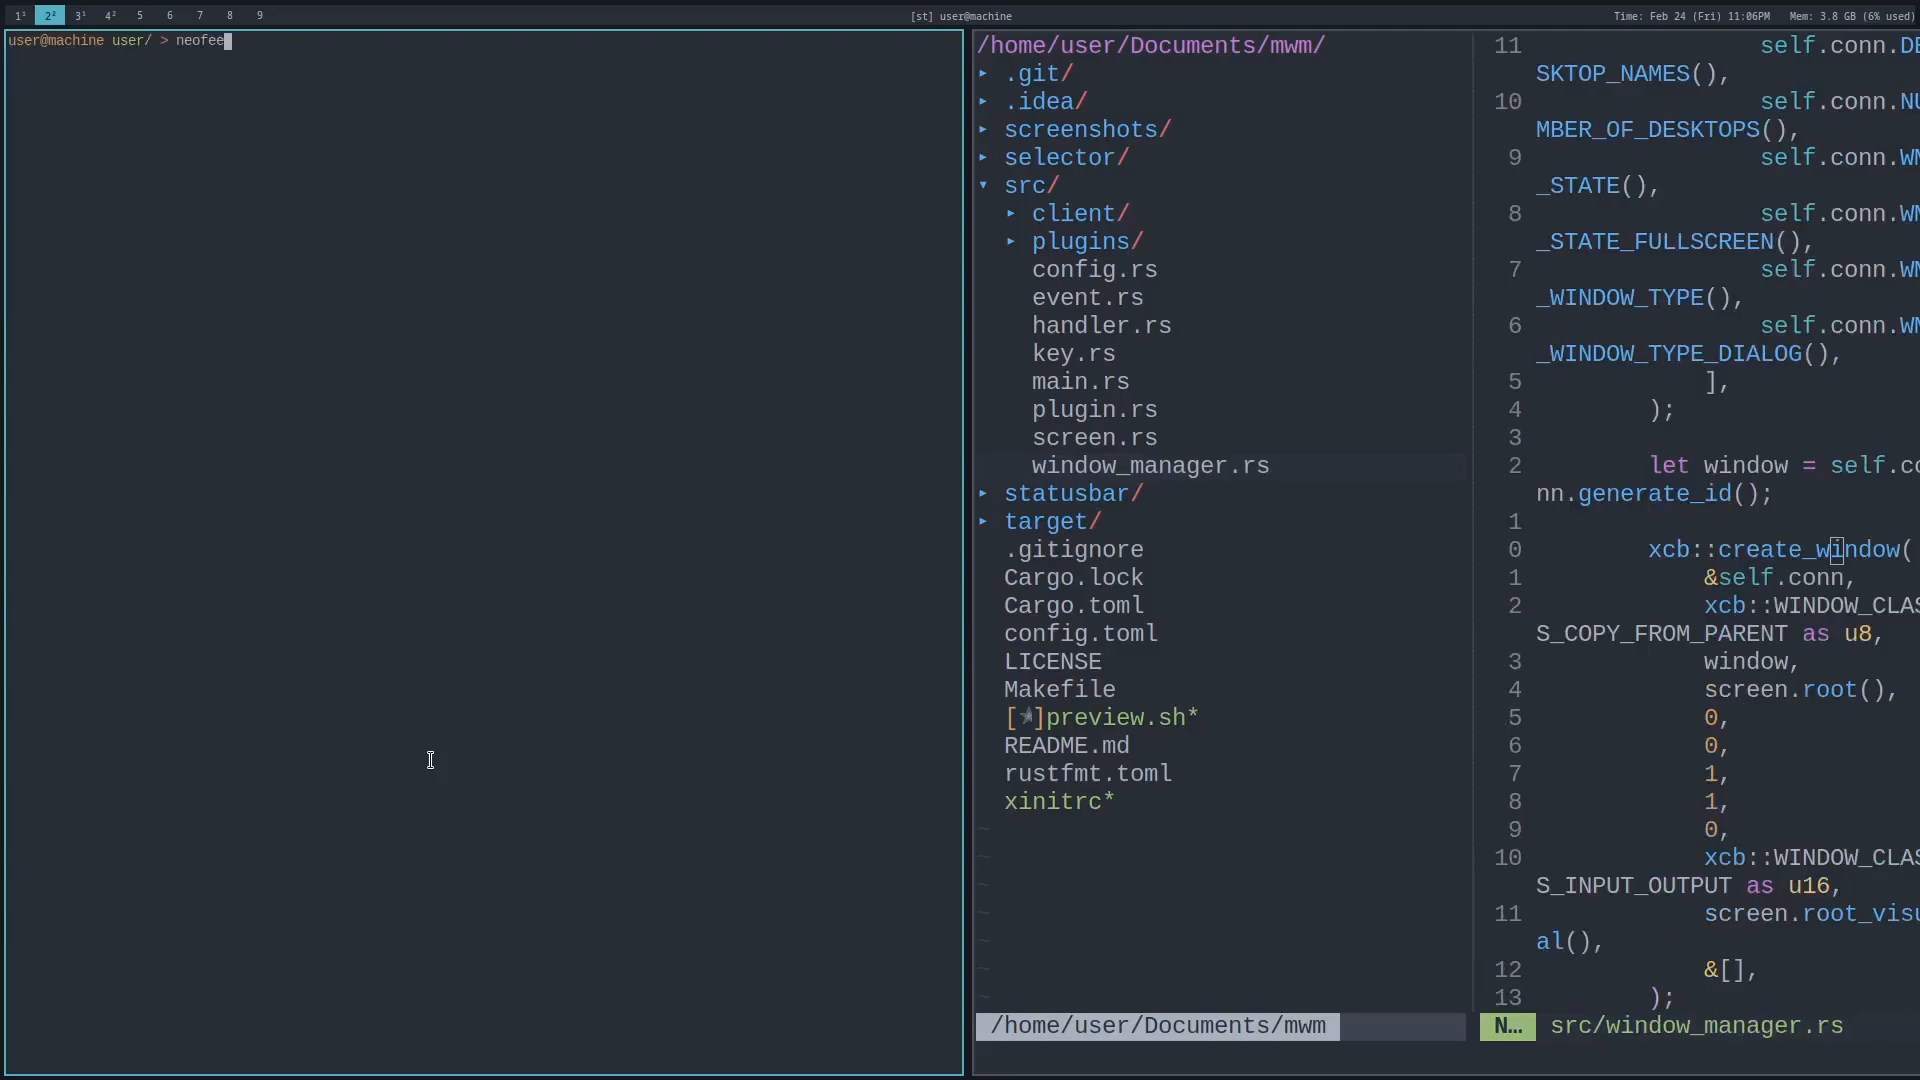 1¹ 2² 3¹ 4² 5 6 7 8 9 [st] user@machine Time: Feb 24 (Fri) 11:06PM Mem: 3.8 GB (6% used)
user@machine user/ > neofee
/home/user/Documents/mwm/
▸ .git/
▸ .idea/
▸ screenshots/
▸ selector/
▾ src/
▸ client/
▸ plugins/
config.rs
event.rs
handler.rs
key.rs
main.rs
plugin.rs
screen.rs
window_manager.rs
▸ statusbar/
▸ target/
.gitignore
Cargo.lock
Cargo.toml
config.toml
LICENSE
Makefile
[★]preview.sh*
README.md
rustfmt.toml
xinitrc*
~
~
~
~
~
~
~
/home/user/Documents/mwm
11 self.conn.DE
SKTOP_NAMES(),
10 self.conn.NU
MBER_OF_DESKTOPS(),
9 self.conn.WM
_STATE(),
8 self.conn.WM
_STATE_FULLSCREEN(),
7 self.conn.WM
_WINDOW_TYPE(),
6 self.conn.WM
_WINDOW_TYPE_DIALOG(),
5 ],
4 );
3
2 let window = self.co
nn.generate_id();
1
0 xcb::create_window(
1 &self.conn,
2 xcb::WINDOW_CLAS
S_COPY_FROM_PARENT as u8,
3 window,
4 screen.root(),
5 0,
6 0,
7 1,
8 1,
9 0,
10 xcb::WINDOW_CLAS
S_INPUT_OUTPUT as u16,
11 screen.root_visu
al(),
12 &[],
13 );
N… src/window_manager.rs